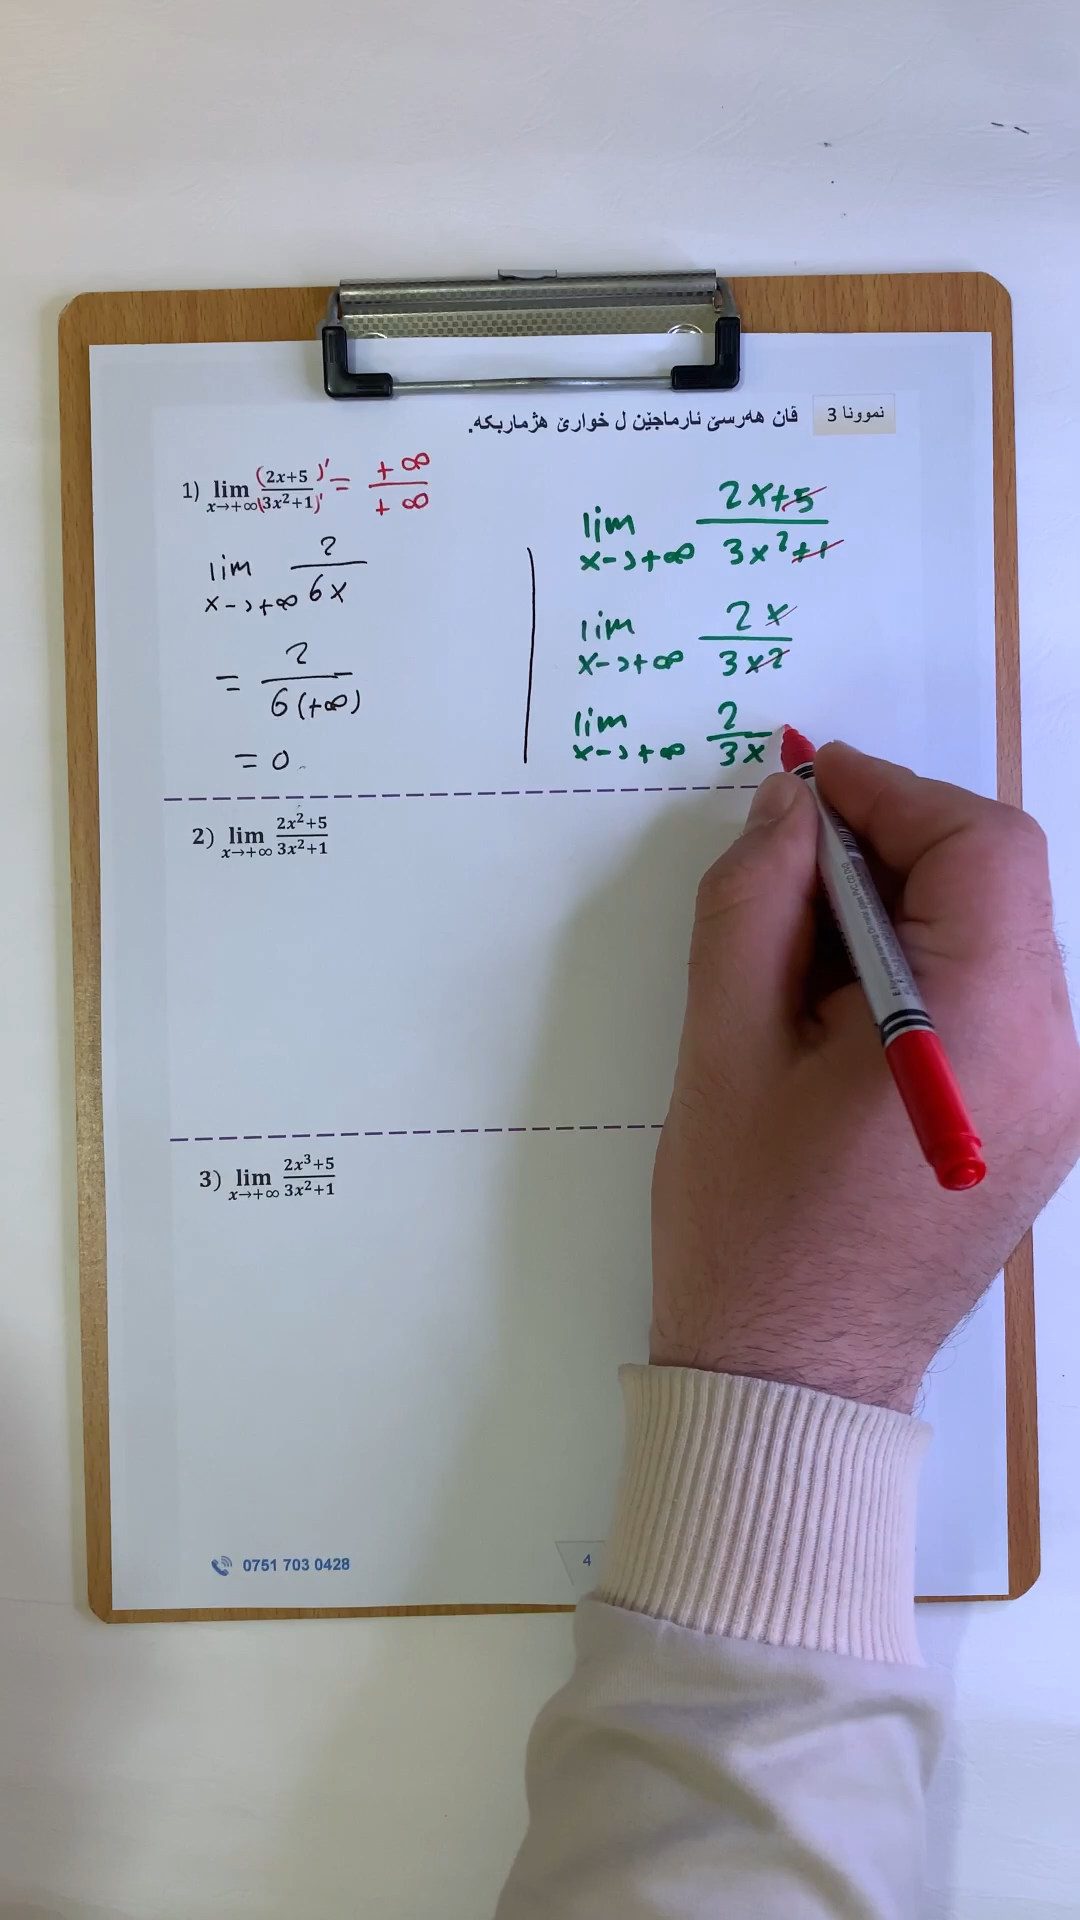 نموونا 3 ڤان هەرسێ ئارماجێن ل خوارێ هژماربکە.
1) lim x→+∞ (2x+5)' / (3x²+1)' = +∞ / +∞
lim x→+∞ 2 / 6x
= 2 / 6(+∞)
= 0
lim x→+∞ 2x+5 / 3x²+1
lim x→+∞ 2x / 3x²
lim x→+∞ 2 / 3x
2) lim x→+∞ 2x²+5 / 3x²+1
3) lim x→+∞ 2x³+5 / 3x²+1
0751 703 0428
4